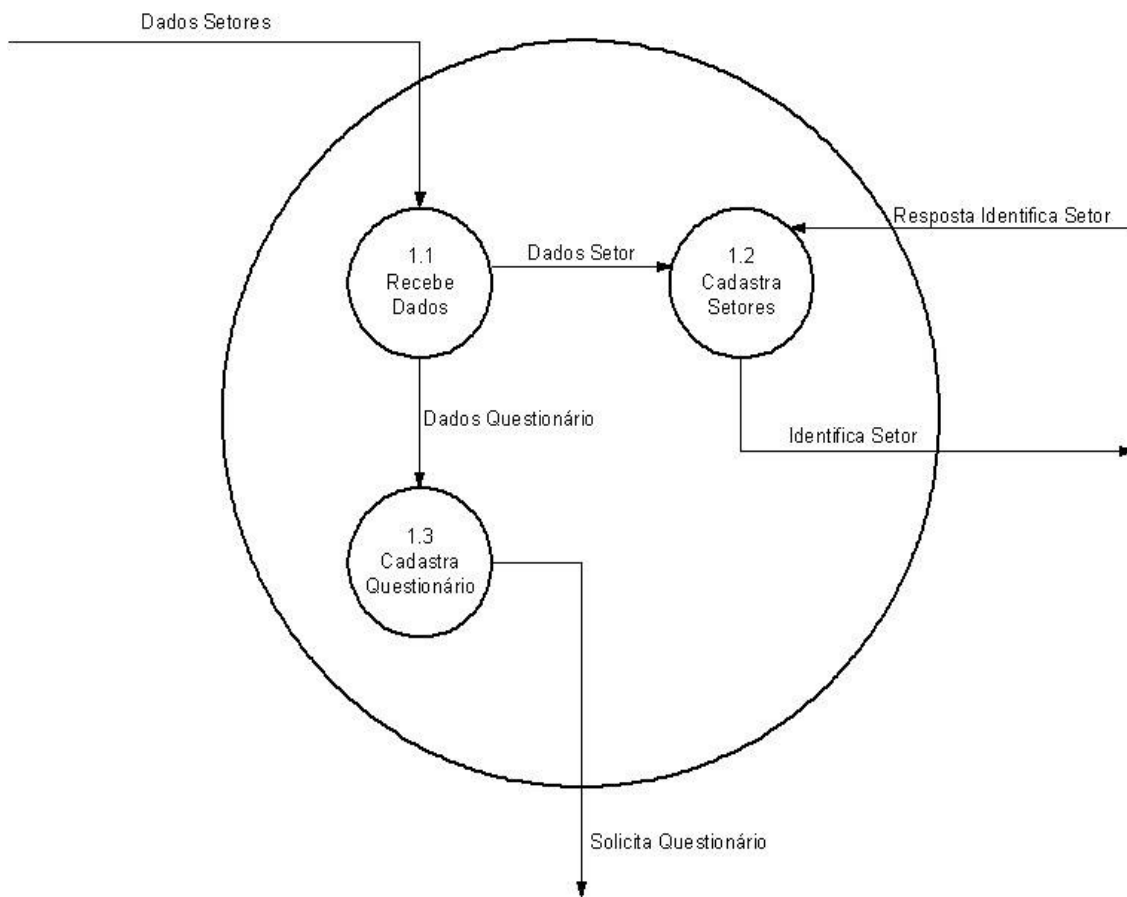 Dados Setores
Resposta Identifica Setor
1.1
Recebe
Dados
Dados Setor
1.2
Cadastra
Setores
Dados Questionário
Identifica Setor
1.3
Cadastra
Questionário
Solicita Questionário